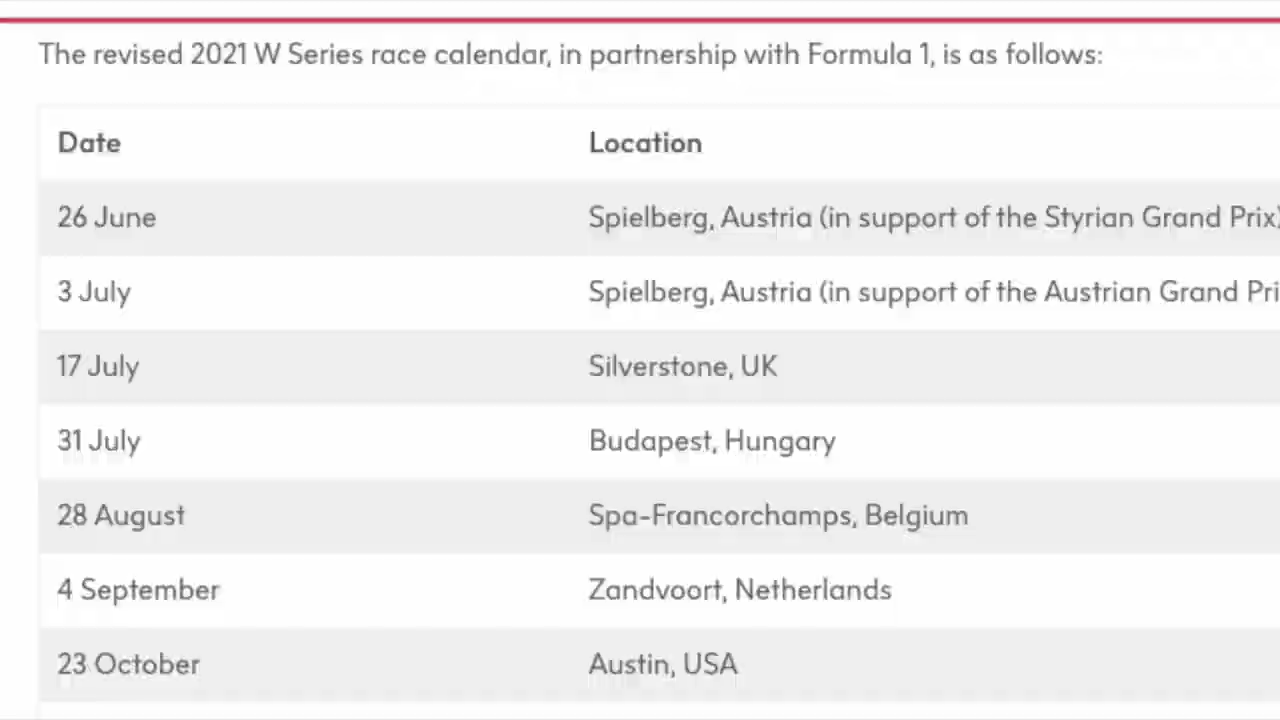 The revised 2021 W Series race calendar, in partnership with Formula 1, is as follows:
Date Location
26 June Spielberg, Austria (in support of the Styrian Grand Prix)
3 July Spielberg, Austria (in support of the Austrian Grand Pri
17 July Silverstone, UK
31 July Budapest, Hungary
28 August Spa-Francorchamps, Belgium
4 September Zandvoort, Netherlands
23 October Austin, USA